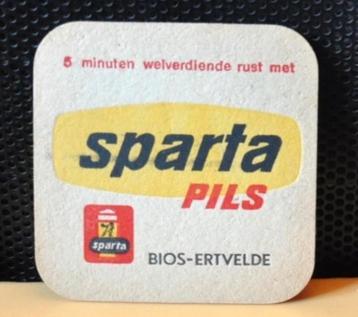 5 minuten welverdiende rust met
sparta
PILS
sparta
BIOS-ERTVELDE